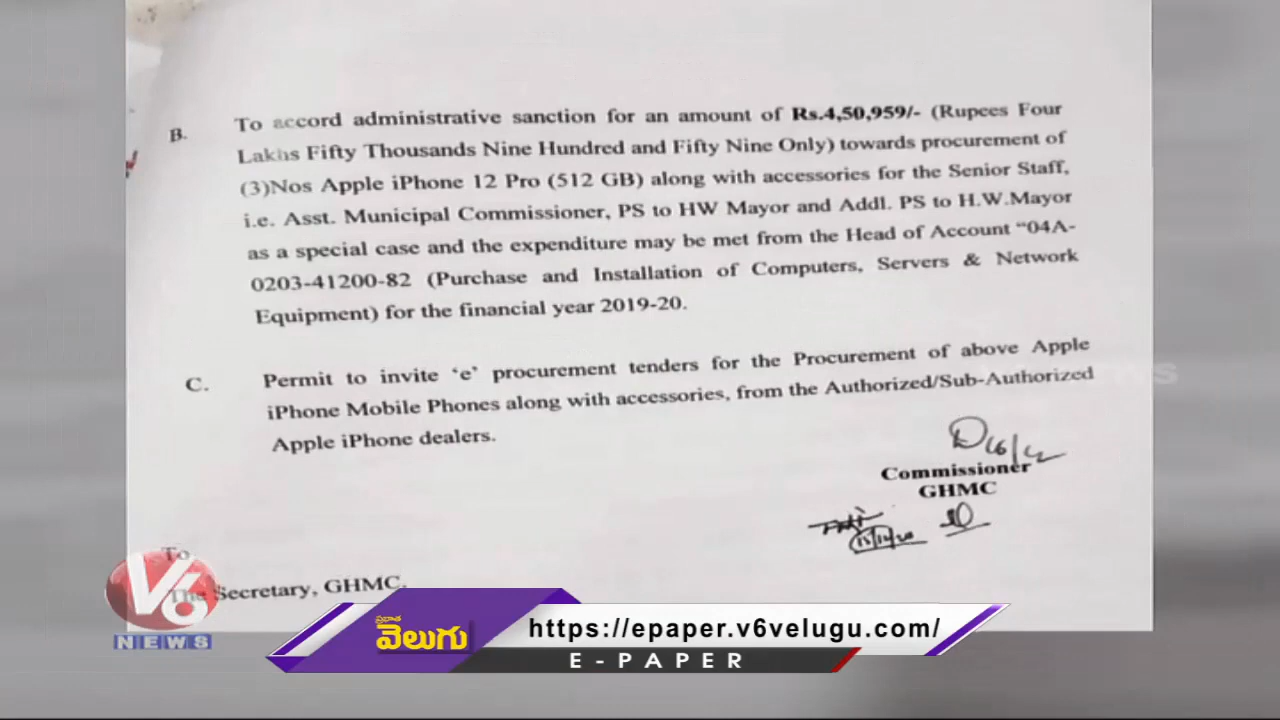 B. To accord administrative sanction for an amount of Rs.4,50,959/- (Rupees Four
Lakhs Fifty Thousands Nine Hundred and Fifty Nine Only) towards procurement of
(3)Nos Apple iPhone 12 Pro (512 GB) along with accessories for the Senior Staff,
i.e. Asst. Municipal Commissioner, PS to HW Mayor and Addl. PS to H.W.Mayor
as a special case and the expenditure may be met from the Head of Account “04A-
0203-41200-82 (Purchase and Installation of Computers, Servers & Network
Equipment) for the financial year 2019-20.
C. Permit to invite ‘e’ procurement tenders for the Procurement of above Apple
iPhone Mobile Phones along with accessories, from the Authorized/Sub-Authorized
Apple iPhone dealers.
Commissioner
GHMC
To
The Secretary, GHMC.
V6
NEWS
ప్రభాత
వెలుగు
https://epaper.v6velugu.com/
E-PAPER